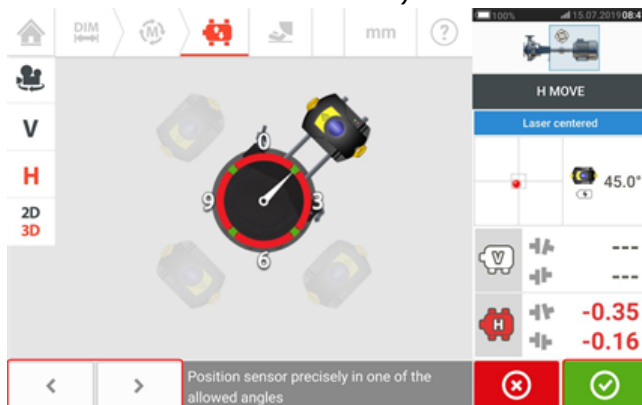 DIM
M
mm
?
100%
15.07.2019 08:4
H MOVE
V
H
2D
3D
0
9
3
6
Laser centered
45.0°
V
---
---
H
-0.35
-0.16
<
>
Position sensor precisely in one of the
allowed angles